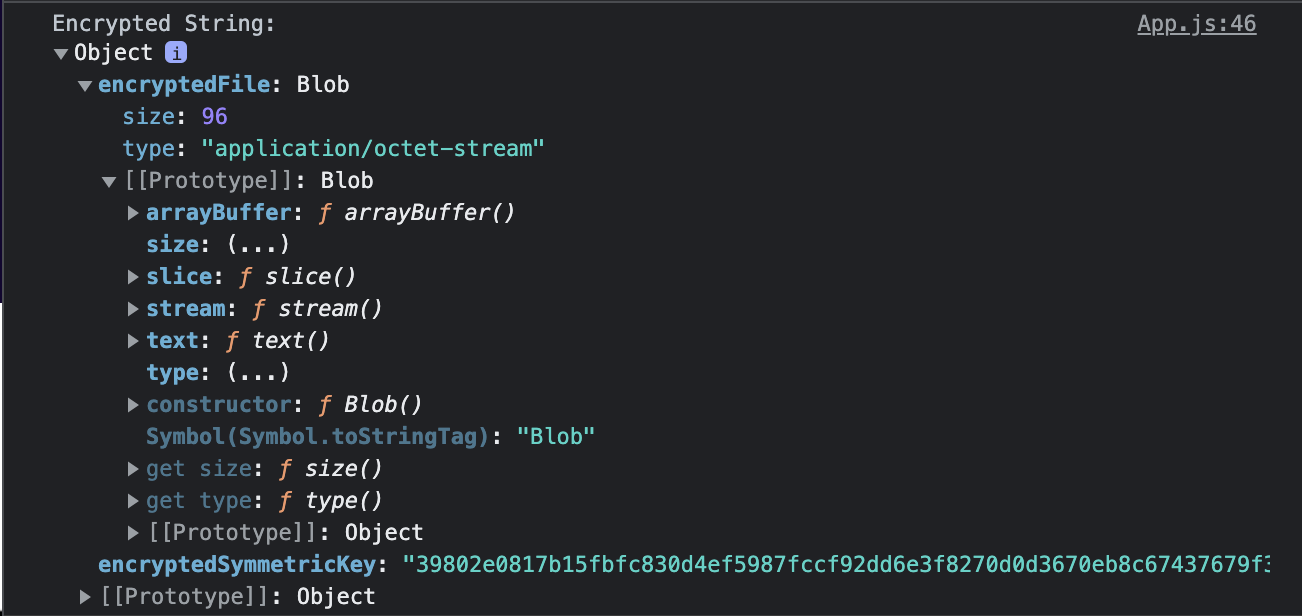 Encrypted String: App.js:46
Object i
encryptedFile: Blob
size: 96
type: "application/octet-stream"
[[Prototype]]: Blob
arrayBuffer: ƒ arrayBuffer()
size: (...)
slice: ƒ slice()
stream: ƒ stream()
text: ƒ text()
type: (...)
constructor: ƒ Blob()
Symbol(Symbol.toStringTag): "Blob"
get size: ƒ size()
get type: ƒ type()
[[Prototype]]: Object
encryptedSymmetricKey: "39802e0817b15fbfc830d4ef5987fccf92dd6e3f8270d0d3670eb8c67437679f3
[[Prototype]]: Object